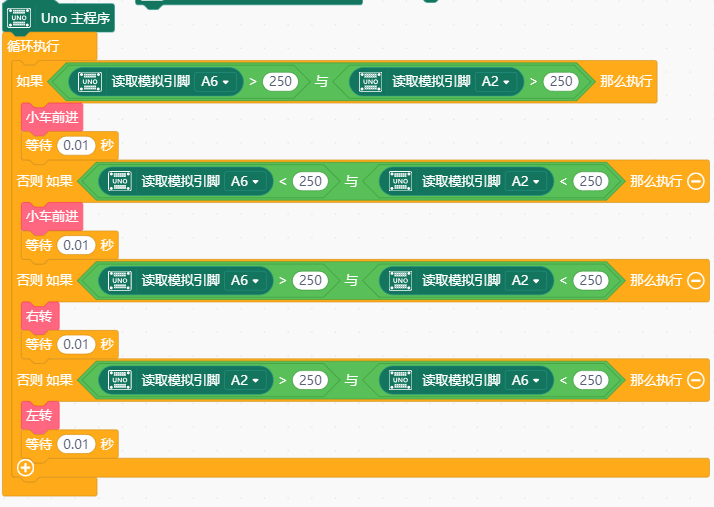 UNO Uno 主程序
循环执行
如果 UNO 读取模拟引脚 A6 > 250 与 UNO 读取模拟引脚 A2 > 250 那么执行
小车前进
等待 0.01 秒
否则 如果 UNO 读取模拟引脚 A6 < 250 与 UNO 读取模拟引脚 A2 < 250 那么执行
小车前进
等待 0.01 秒
否则 如果 UNO 读取模拟引脚 A6 > 250 与 UNO 读取模拟引脚 A2 < 250 那么执行
右转
等待 0.01 秒
否则 如果 UNO 读取模拟引脚 A2 > 250 与 UNO 读取模拟引脚 A6 < 250 那么执行
左转
等待 0.01 秒